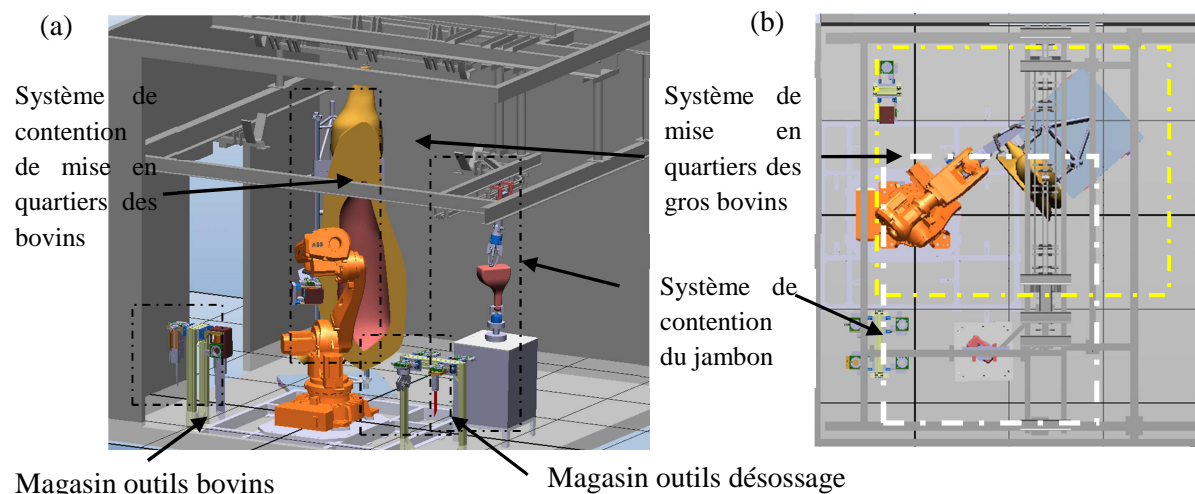 (a)
Système de
contention
de mise en
quartiers des
bovins
ABB
Magasin outils bovins
Magasin outils désossage
(b)
Système de
mise en
quartiers des
gros bovins
Système de
contention
du jambon